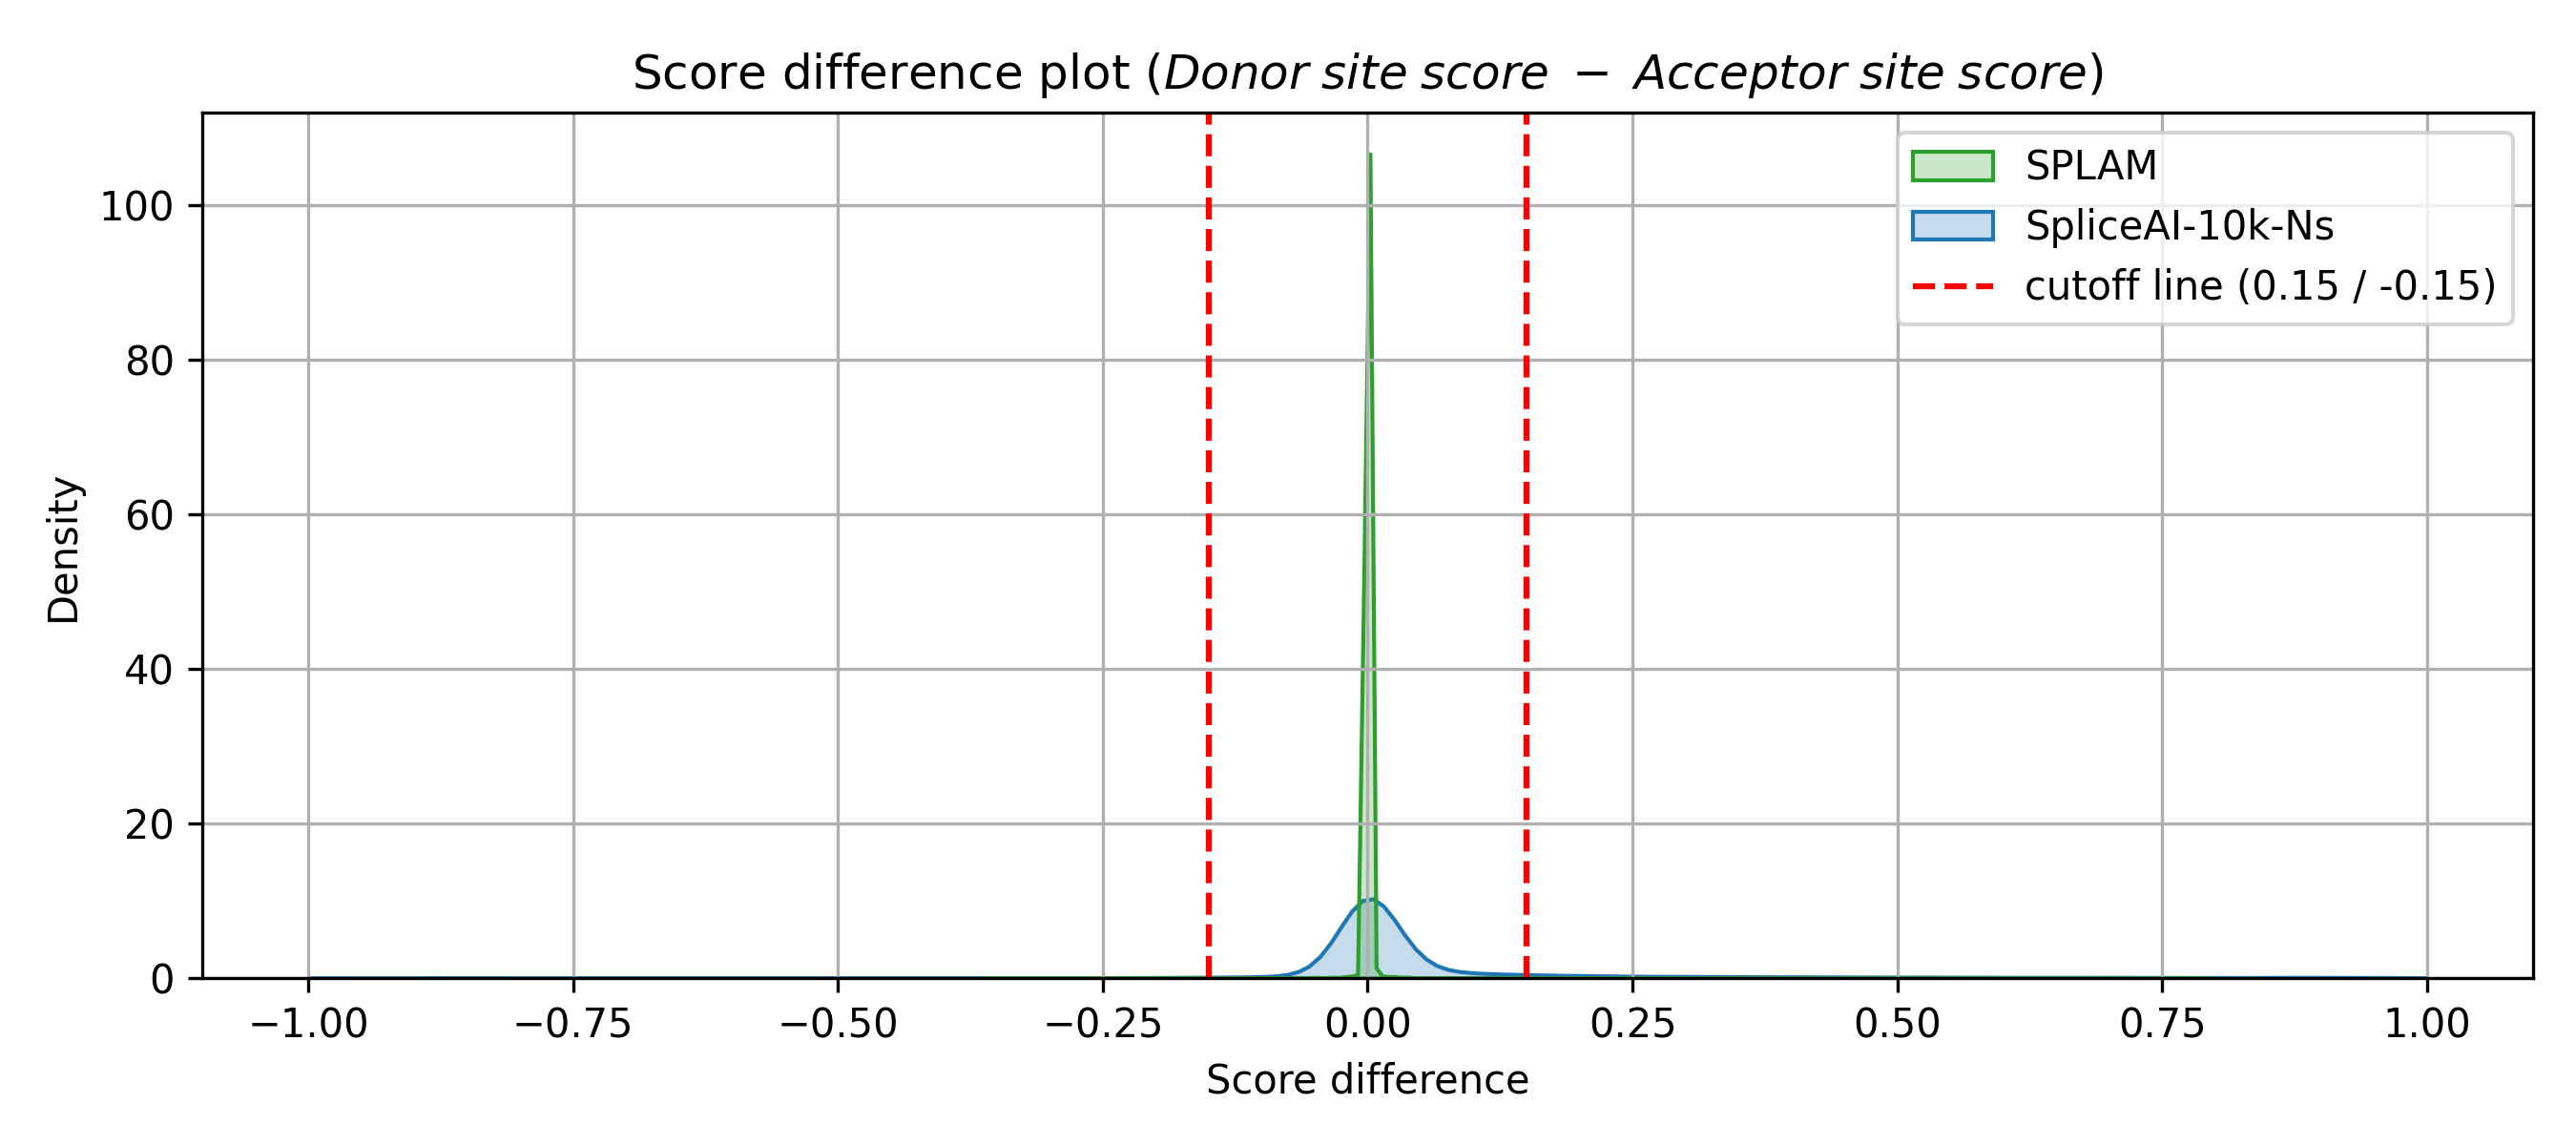 Score difference plot (Donor site score − Acceptor site score)
SPLAM
SpliceAI-10k-Ns
cutoff line (0.15 / -0.15)
Density
100
80
60
40
20
0
−1.00 −0.75 −0.50 −0.25 0.00 0.25 0.50 0.75 1.00
Score difference